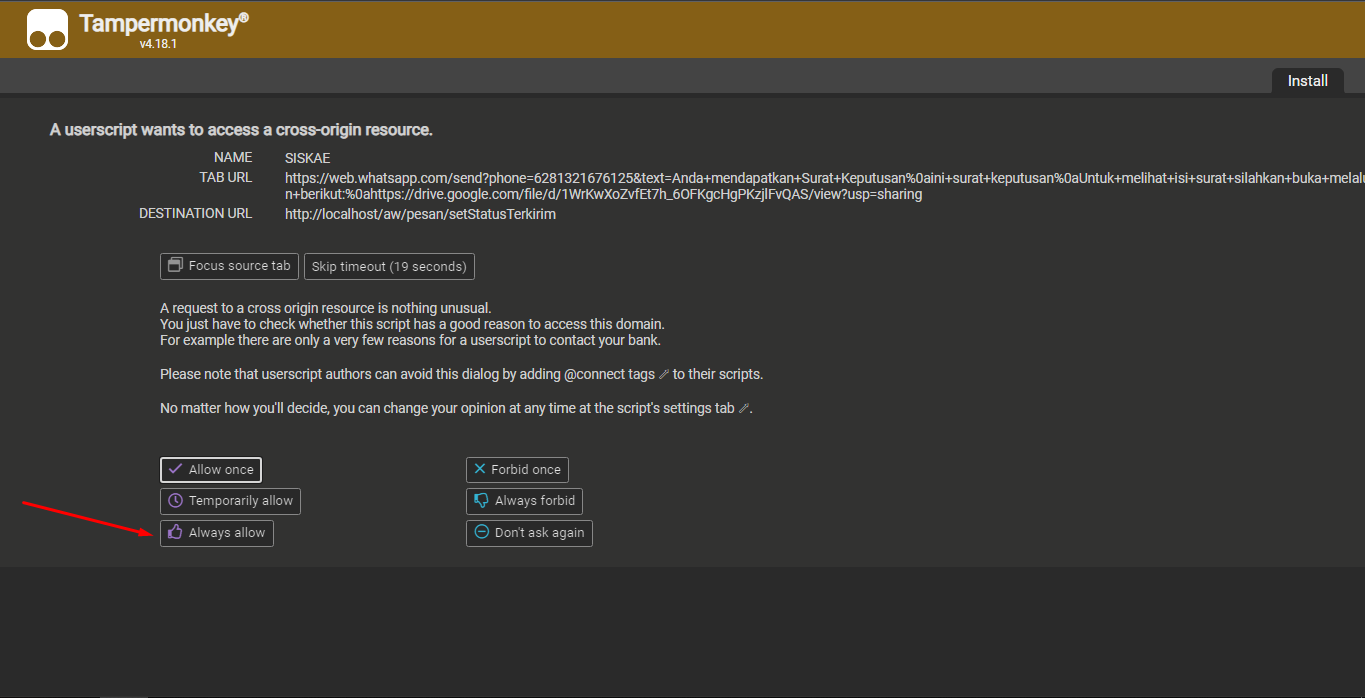 Tampermonkey®
v4.18.1
Install
A userscript wants to access a cross-origin resource.
NAME SISKAE
TAB URL https://web.whatsapp.com/send?phone=6281321676125&text=Anda+mendapatkan+Surat+Keputusan%0aini+surat+keputusan%0aUntuk+melihat+isi+surat+silahkan+buka+melalu
n+berikut:%0ahttps://drive.google.com/file/d/1WrKwXoZvfEt7h_6OFKgcHgPKzjlFvQAS/view?usp=sharing
DESTINATION URL http://localhost/aw/pesan/setStatusTerkirim
Focus source tab Skip timeout (19 seconds)
A request to a cross origin resource is nothing unusual.
You just have to check whether this script has a good reason to access this domain.
For example there are only a very few reasons for a userscript to contact your bank.
Please note that userscript authors can avoid this dialog by adding @connect tags to their scripts.
No matter how you'll decide, you can change your opinion at any time at the script's settings tab .
Allow once Forbid once
Temporarily allow Always forbid
Always allow Don't ask again